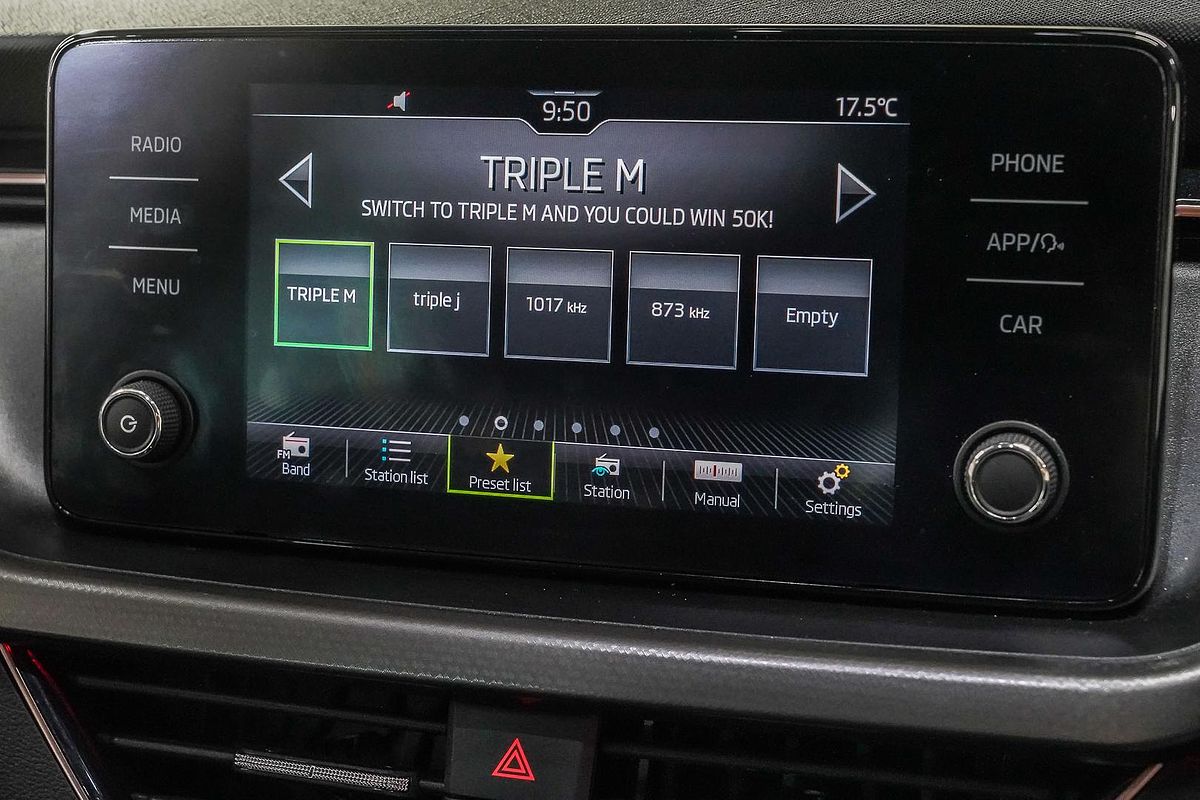 9:50
17.5°C
RADIO
MEDIA
MENU
TRIPLE M
SWITCH TO TRIPLE M AND YOU COULD WIN 50K!
TRIPLE M
triple j
1017 kHz
873 kHz
Empty
FM
Band
Station list
Preset list
Station
Manual
Settings
PHONE
APP/
CAR